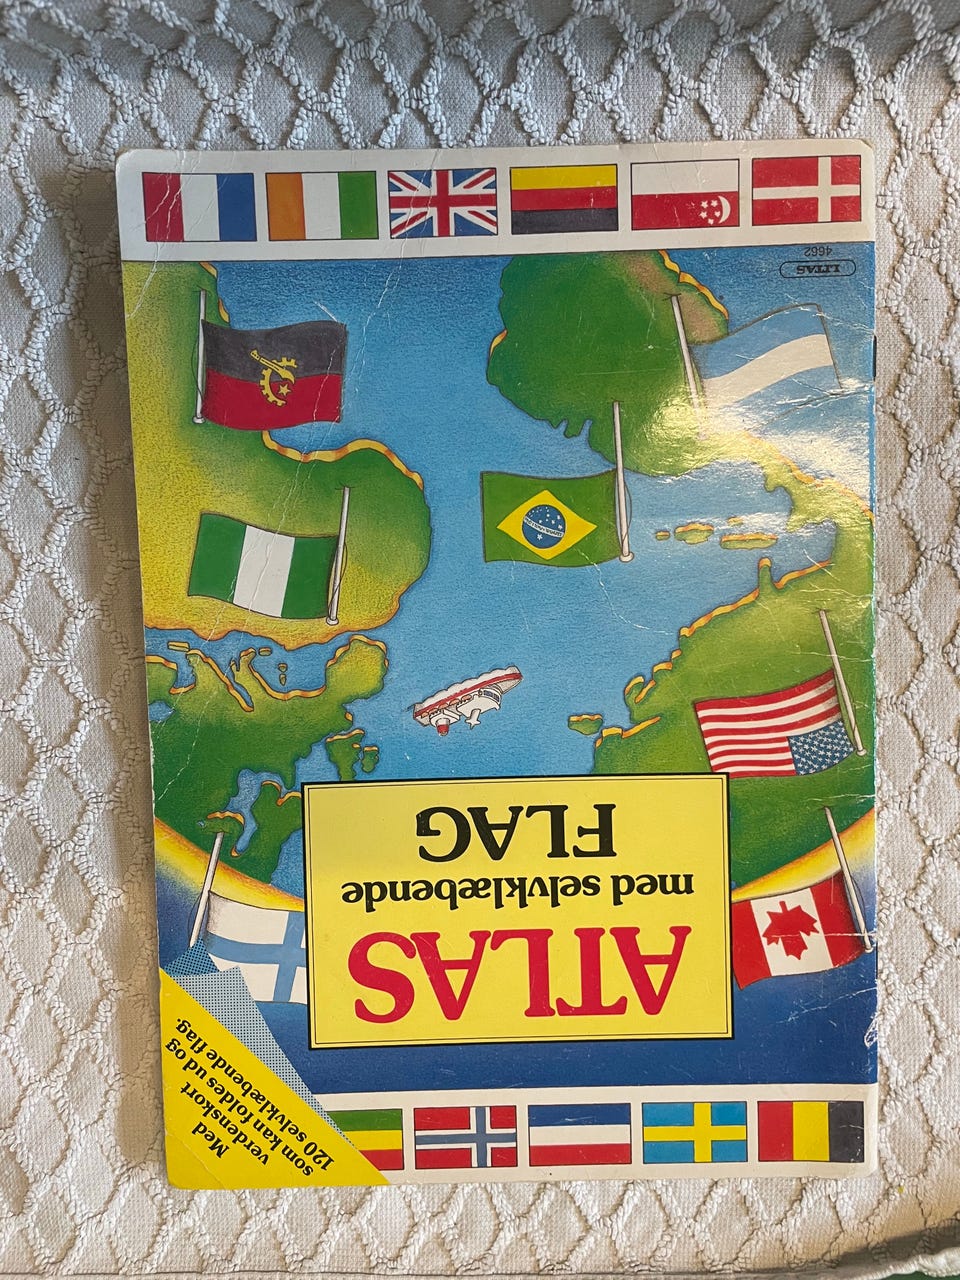 Med
verdenskort
som kan foldes ud og
120 selvklæbende flag.
ATLAS
med selvklæbende
FLAG
LITAS
4662